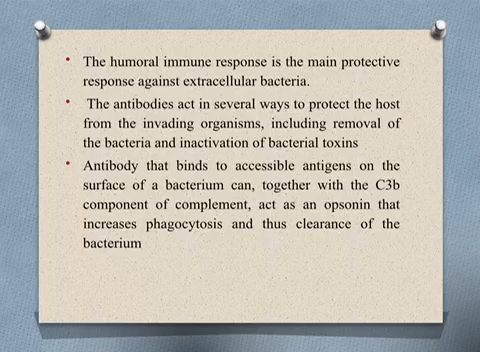 • The humoral immune response is the main protective
response against extracellular bacteria.
• The antibodies act in several ways to protect the host
from the invading organisms, including removal of
the bacteria and inactivation of bacterial toxins
• Antibody that binds to accessible antigens on the
surface of a bacterium can, together with the C3b
component of complement, act as an opsonin that
increases phagocytosis and thus clearance of the
bacterium